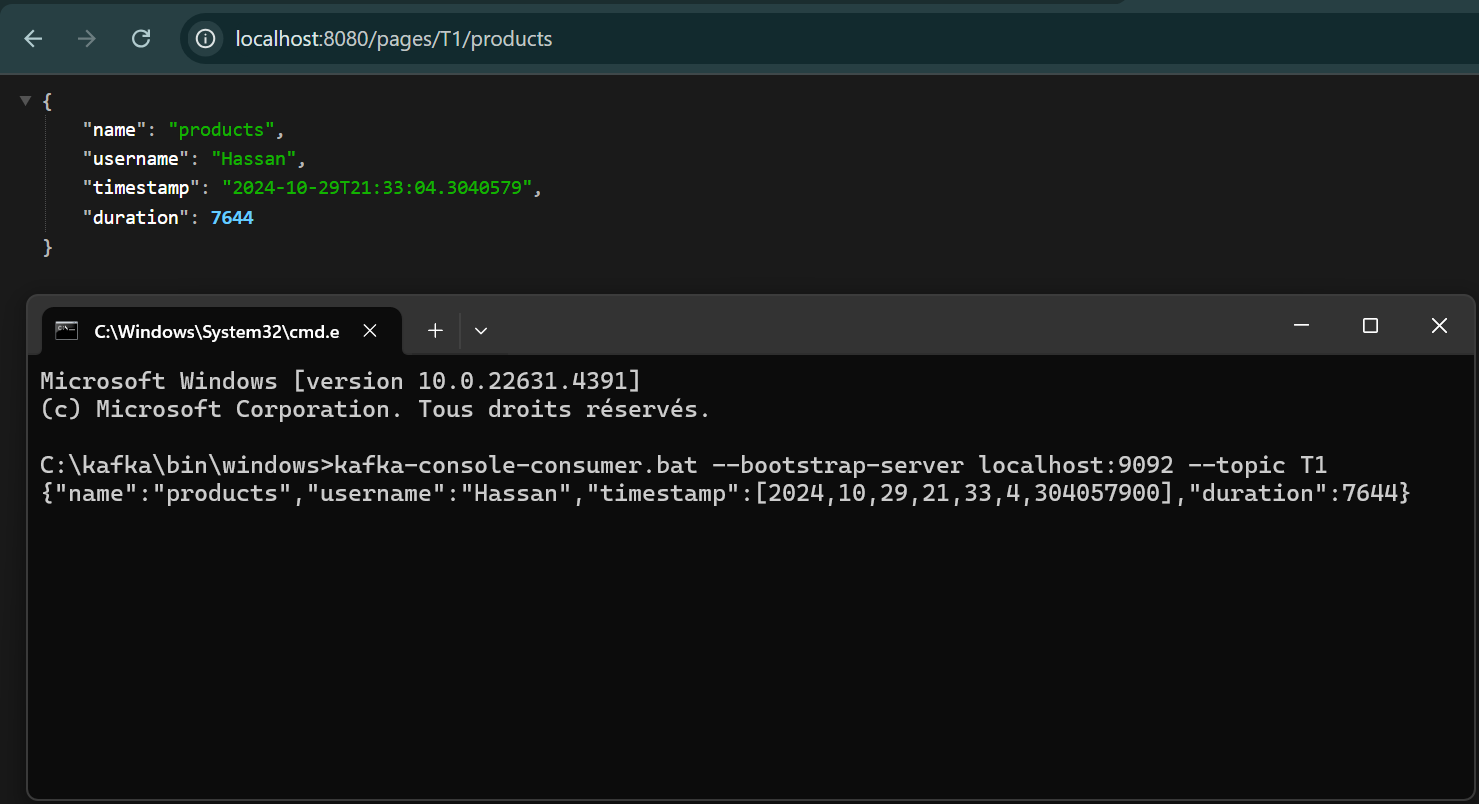 localhost:8080/pages/T1/products
{
"name": "products",
"username": "Hassan",
"timestamp": "2024-10-29T21:33:04.3040579",
"duration": 7644
}
C:\Windows\System32\cmd.e
Microsoft Windows [version 10.0.22631.4391]
(c) Microsoft Corporation. Tous droits réservés.
C:\kafka\bin\windows>kafka-console-consumer.bat --bootstrap-server localhost:9092 --topic T1
{"name":"products","username":"Hassan","timestamp":[2024,10,29,21,33,4,304057900],"duration":7644}